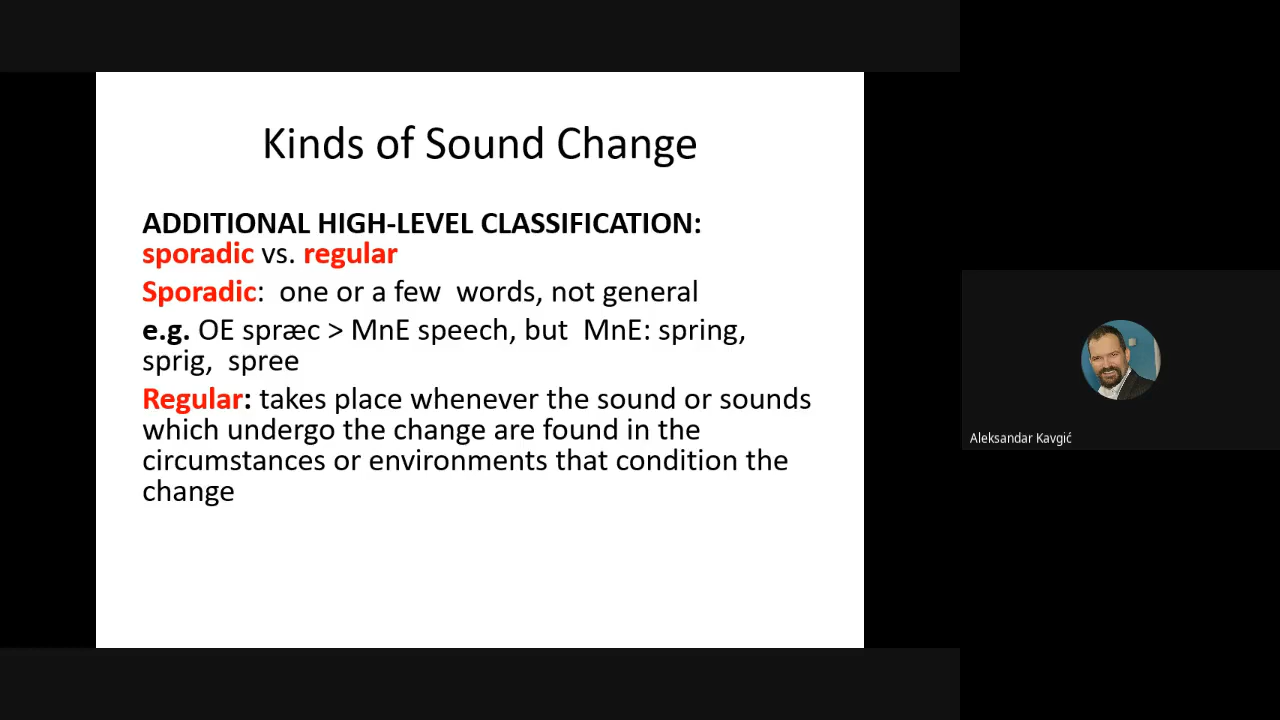 Kinds of Sound Change
ADDITIONAL HIGH-LEVEL CLASSIFICATION:
sporadic vs. regular
Sporadic:  one or a few  words, not general
e.g. OE spræc > MnE speech, but  MnE: spring,
sprig,  spree
Regular: takes place whenever the sound or sounds
which undergo the change are found in the
circumstances or environments that condition the
change
Aleksandar Kavgić